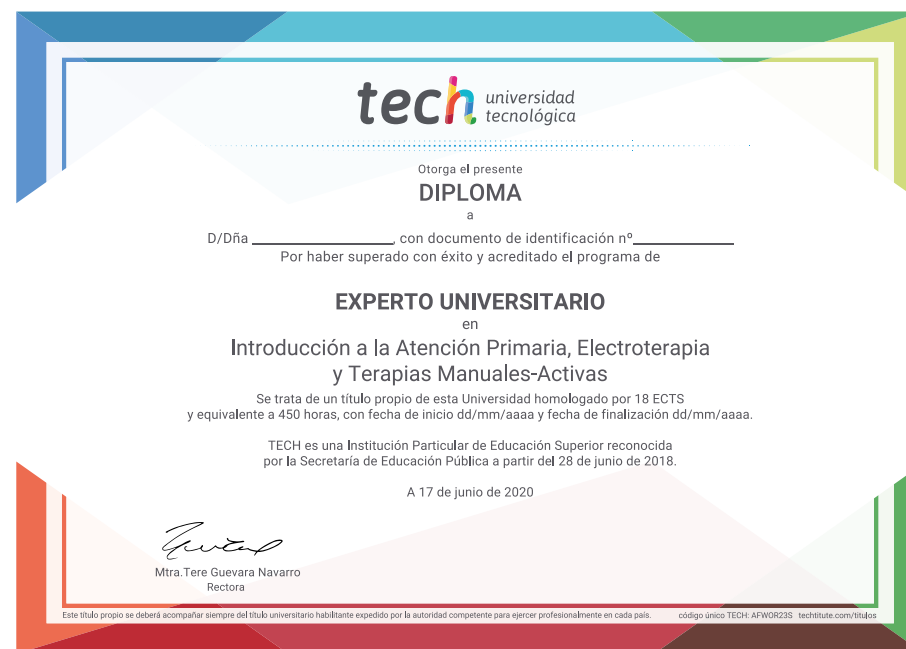 tech universidad
tecnológica
Otorga el presente
DIPLOMA
a
D/Dña ____________________, con documento de identificación nº______________
Por haber superado con éxito y acreditado el programa de
EXPERTO UNIVERSITARIO
en
Introducción a la Atención Primaria, Electroterapia
y Terapias Manuales-Activas
Se trata de un título propio de esta Universidad homologado por 18 ECTS
y equivalente a 450 horas, con fecha de inicio dd/mm/aaaa y fecha de finalización dd/mm/aaaa.
TECH es una Institución Particular de Educación Superior reconocida
por la Secretaría de Educación Pública a partir del 28 de junio de 2018.
A 17 de junio de 2020
Mtra.Tere Guevara Navarro
Rectora
Este título propio se deberá acompañar siempre del título universitario habilitante expedido por la autoridad competente para ejercer profesionalmente en cada país. código único TECH: AFWOR23S techtitute.com/titulos